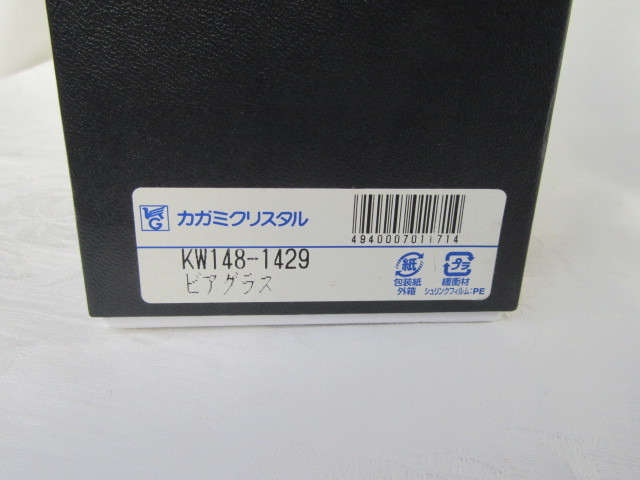 G カガミクリスタル
4940007011714
KW148-1429
ビアグラス
紙
包装紙
外箱
プラ
緩衝材
シュリンクフィルム:PE